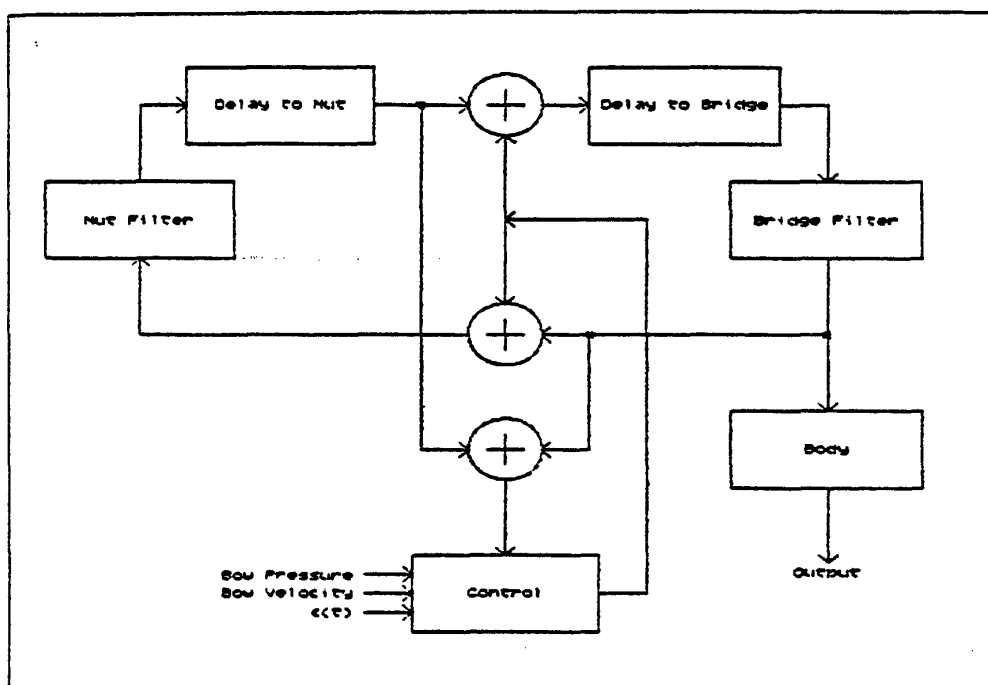 Delay to Nut
Delay to Bridge
Nut Filter
Bridge Filter
Body
Bow Pressure
Bow Velocity
Control
Output